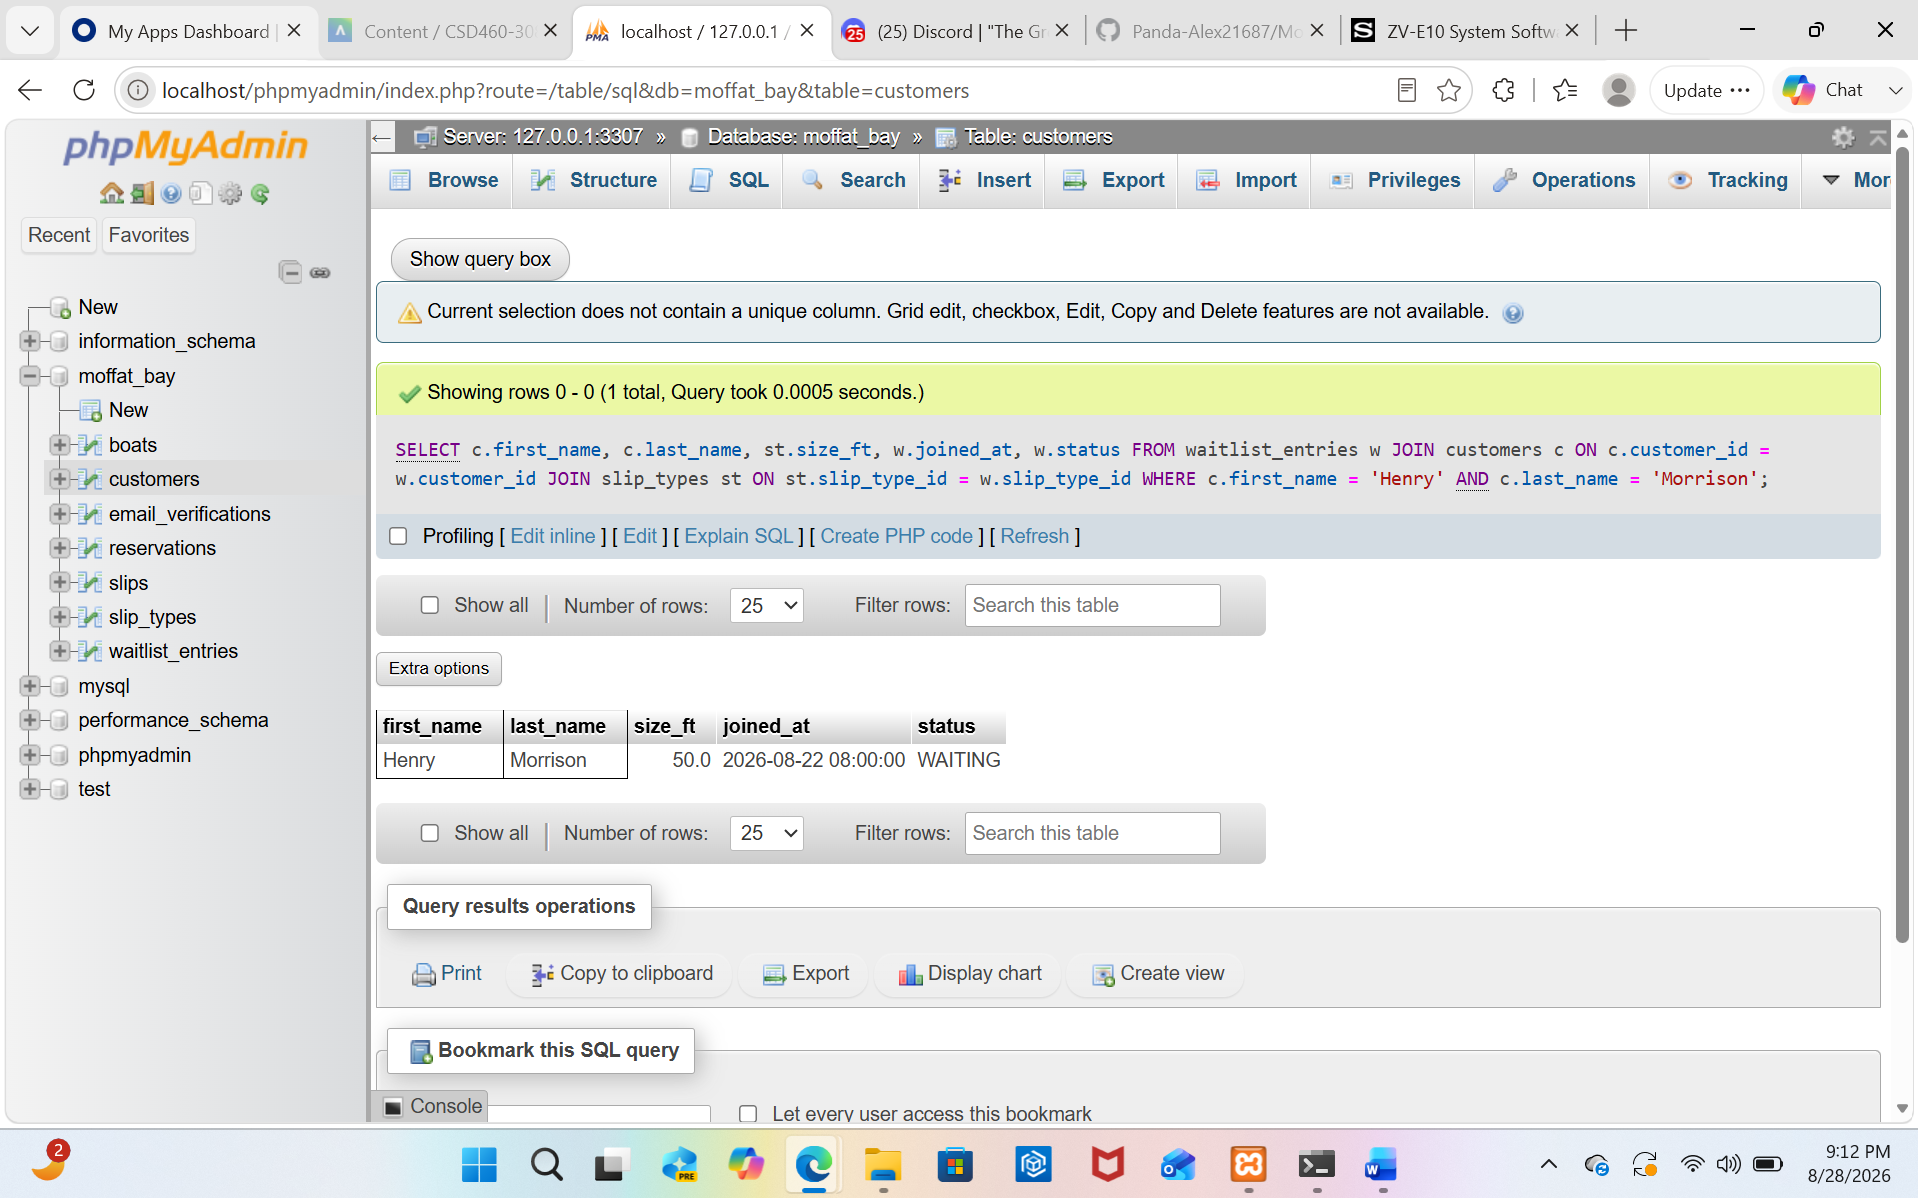 My Apps Dashboard
Content / CSD460-30
localhost / 127.0.0.1 /
(25) Discord | "The Gr
Panda-Alex21687/Mo
ZV-E10 System Softw
localhost/phpmyadmin/index.php?route=/table/sql&db=moffat_bay&table=customers
Update
Chat
phpMyAdmin
Recent
Favorites
New
information_schema
moffat_bay
New
boats
customers
email_verifications
reservations
slips
slip_types
waitlist_entries
mysql
performance_schema
phpmyadmin
test
Server: 127.0.0.1:3307 » Database: moffat_bay » Table: customers
Browse Structure SQL Search Insert Export Import Privileges Operations Tracking Mor
Show query box
Current selection does not contain a unique column. Grid edit, checkbox, Edit, Copy and Delete features are not available.
Showing rows 0 - 0 (1 total, Query took 0.0005 seconds.)
SELECT c.first_name, c.last_name, st.size_ft, w.joined_at, w.status FROM waitlist_entries w JOIN customers c ON c.customer_id =
w.customer_id JOIN slip_types st ON st.slip_type_id = w.slip_type_id WHERE c.first_name = 'Henry' AND c.last_name = 'Morrison';
Profiling [ Edit inline ] [ Edit ] [ Explain SQL ] [ Create PHP code ] [ Refresh ]
Show all Number of rows: 25 Filter rows: Search this table
Extra options
first_name last_name size_ft joined_at status
Henry Morrison 50.0 2026-08-22 08:00:00 WAITING
Show all Number of rows: 25 Filter rows: Search this table
Query results operations
Print Copy to clipboard Export Display chart Create view
Bookmark this SQL query
Console
Let every user access this bookmark
2
PRE
9:12 PM
8/28/2026